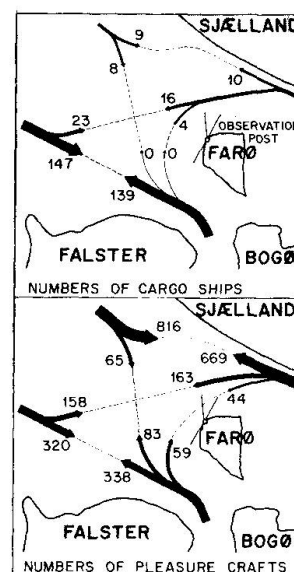 SJÆLLAND
9
8
10
16
23
4
OBSERVATION
POST
147
0 0
FARØ
139
FALSTER
BOGØ
NUMBERS OF CARGO SHIPS
SJÆLLAND
816
65
669
163
158
44
FARØ
320
83
59
338
FALSTER
BOGØ
NUMBERS OF PLEASURE CRAFTS